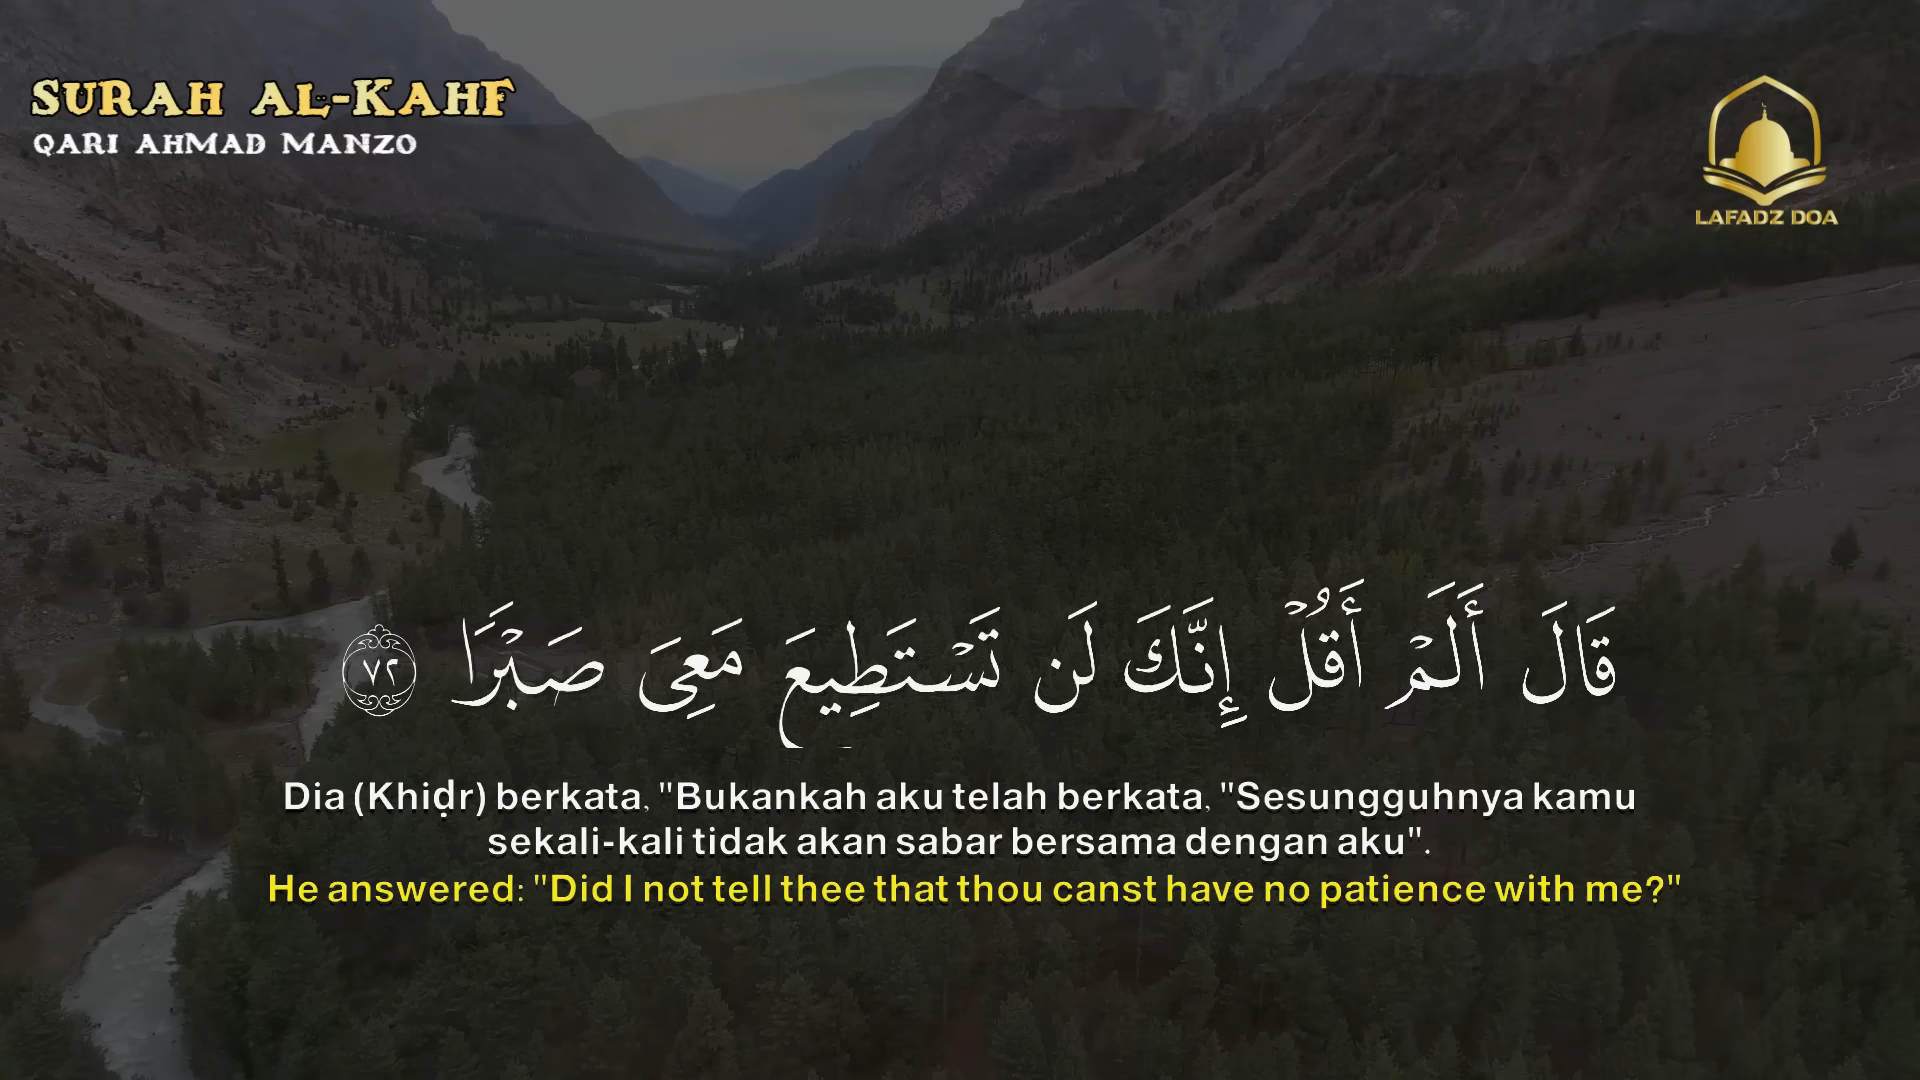 SURAH AL-KAHF
QARI AHMAD MANZO
LAFADZ DOA
قَالَ أَلَمْ أَقُلْ إِنَّكَ لَن تَسْتَطِيعَ مَعِىَ صَبْرًا ٧٢
Dia (Khiḍr) berkata, "Bukankah aku telah berkata, "Sesungguhnya kamu
sekali-kali tidak akan sabar bersama dengan aku".
He answered: "Did I not tell thee that thou canst have no patience with me?"